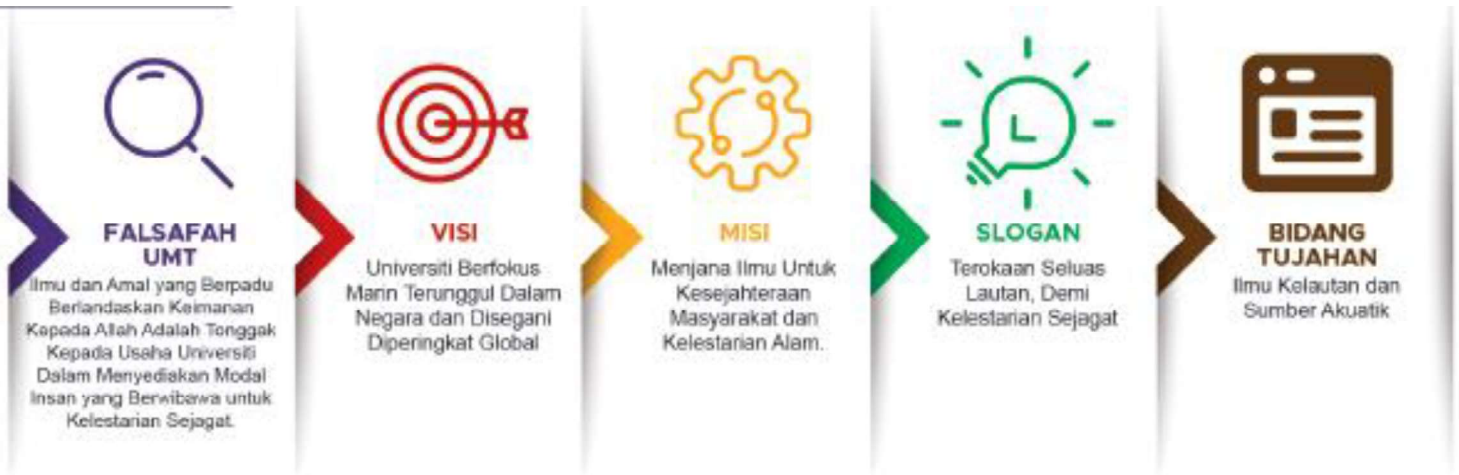 FALSAFAH
UMT
Ilmu dan Amal yang Berpadu
Berlandaskan Keimanan
Kepada Allah Adalah Tonggak
Kepada Usaha Universiti
Dalam Menyediakan Modal
Insan yang Berwibawa untuk
Kelestarian Sejagat.
VISI
Universiti Berfokus
Marin Terunggul Dalam
Negara dan Disegani
Diperingkat Global
MISI
Menjana Ilmu Untuk
Kesejahteraan
Masyarakat dan
Kelestarian Alam.
SLOGAN
Terokaan Seluas
Lautan, Demi
Kelestarian Sejagat
BIDANG
TUJAHAN
Ilmu Kelautan dan
Sumber Akuatik